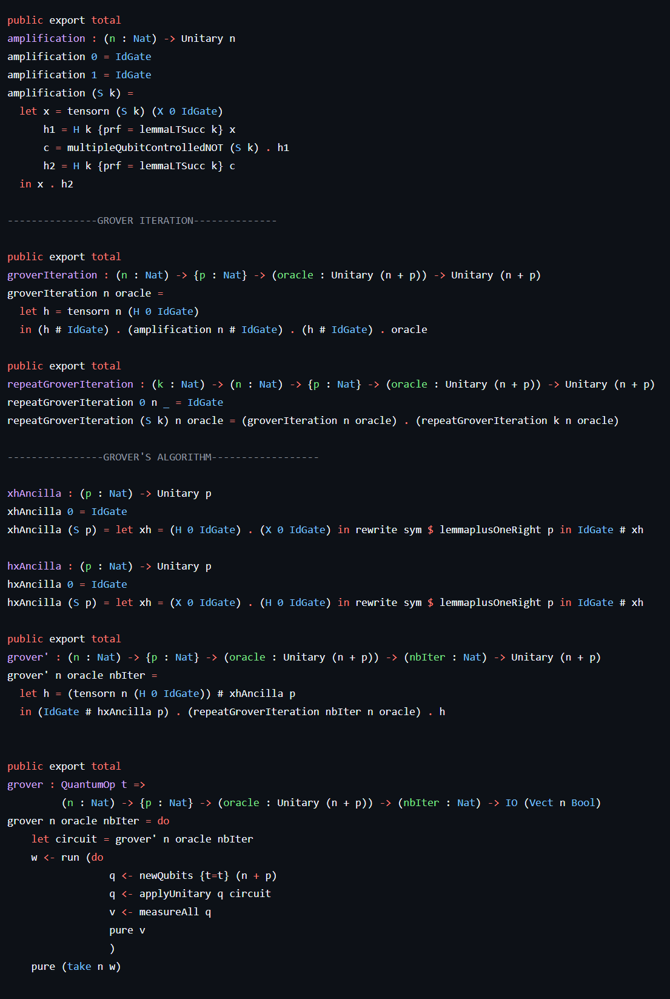 public export total
amplification : (n : Nat) -> Unitary n
amplification 0 = IdGate
amplification 1 = IdGate
amplification (S k) =
  let x = tensorn (S k) (X 0 IdGate)
      h1 = H k {prf = lemmaLTSucc k} x
      c = multipleQubitControlledNOT (S k) . h1
      h2 = H k {prf = lemmaLTSucc k} c
  in x . h2
---------------GROVER ITERATION--------------
public export total
groverIteration : (n : Nat) -> {p : Nat} -> (oracle : Unitary (n + p)) -> Unitary (n + p)
groverIteration n oracle =
  let h = tensorn n (H 0 IdGate)
  in (h # IdGate) . (amplification n # IdGate) . (h # IdGate) . oracle
public export total
repeatGroverIteration : (k : Nat) -> (n : Nat) -> {p : Nat} -> (oracle : Unitary (n + p)) -> Unitary (n + p)
repeatGroverIteration 0 n _ = IdGate
repeatGroverIteration (S k) n oracle = (groverIteration n oracle) . (repeatGroverIteration k n oracle)
----------------GROVER'S ALGORITHM------------------
xhAncilla : (p : Nat) -> Unitary p
xhAncilla 0 = IdGate
xhAncilla (S p) = let xh = (H 0 IdGate) . (X 0 IdGate) in rewrite sym $ lemmaplusOneRight p in IdGate # xh
hxAncilla : (p : Nat) -> Unitary p
hxAncilla 0 = IdGate
hxAncilla (S p) = let xh = (X 0 IdGate) . (H 0 IdGate) in rewrite sym $ lemmaplusOneRight p in IdGate # xh
public export total
grover' : (n : Nat) -> {p : Nat} -> (oracle : Unitary (n + p)) -> (nbIter : Nat) -> Unitary (n + p)
grover' n oracle nbIter =
  let h = (tensorn n (H 0 IdGate)) # xhAncilla p
  in (IdGate # hxAncilla p) . (repeatGroverIteration nbIter n oracle) . h
public export total
grover : QuantumOp t =>
         (n : Nat) -> {p : Nat} -> (oracle : Unitary (n + p)) -> (nbIter : Nat) -> IO (Vect n Bool)
grover n oracle nbIter = do
    let circuit = grover' n oracle nbIter
    w <- run (do
                 q <- newQubits {t=t} (n + p)
                 q <- applyUnitary q circuit
                 v <- measureAll q
                 pure v
                 )
    pure (take n w)